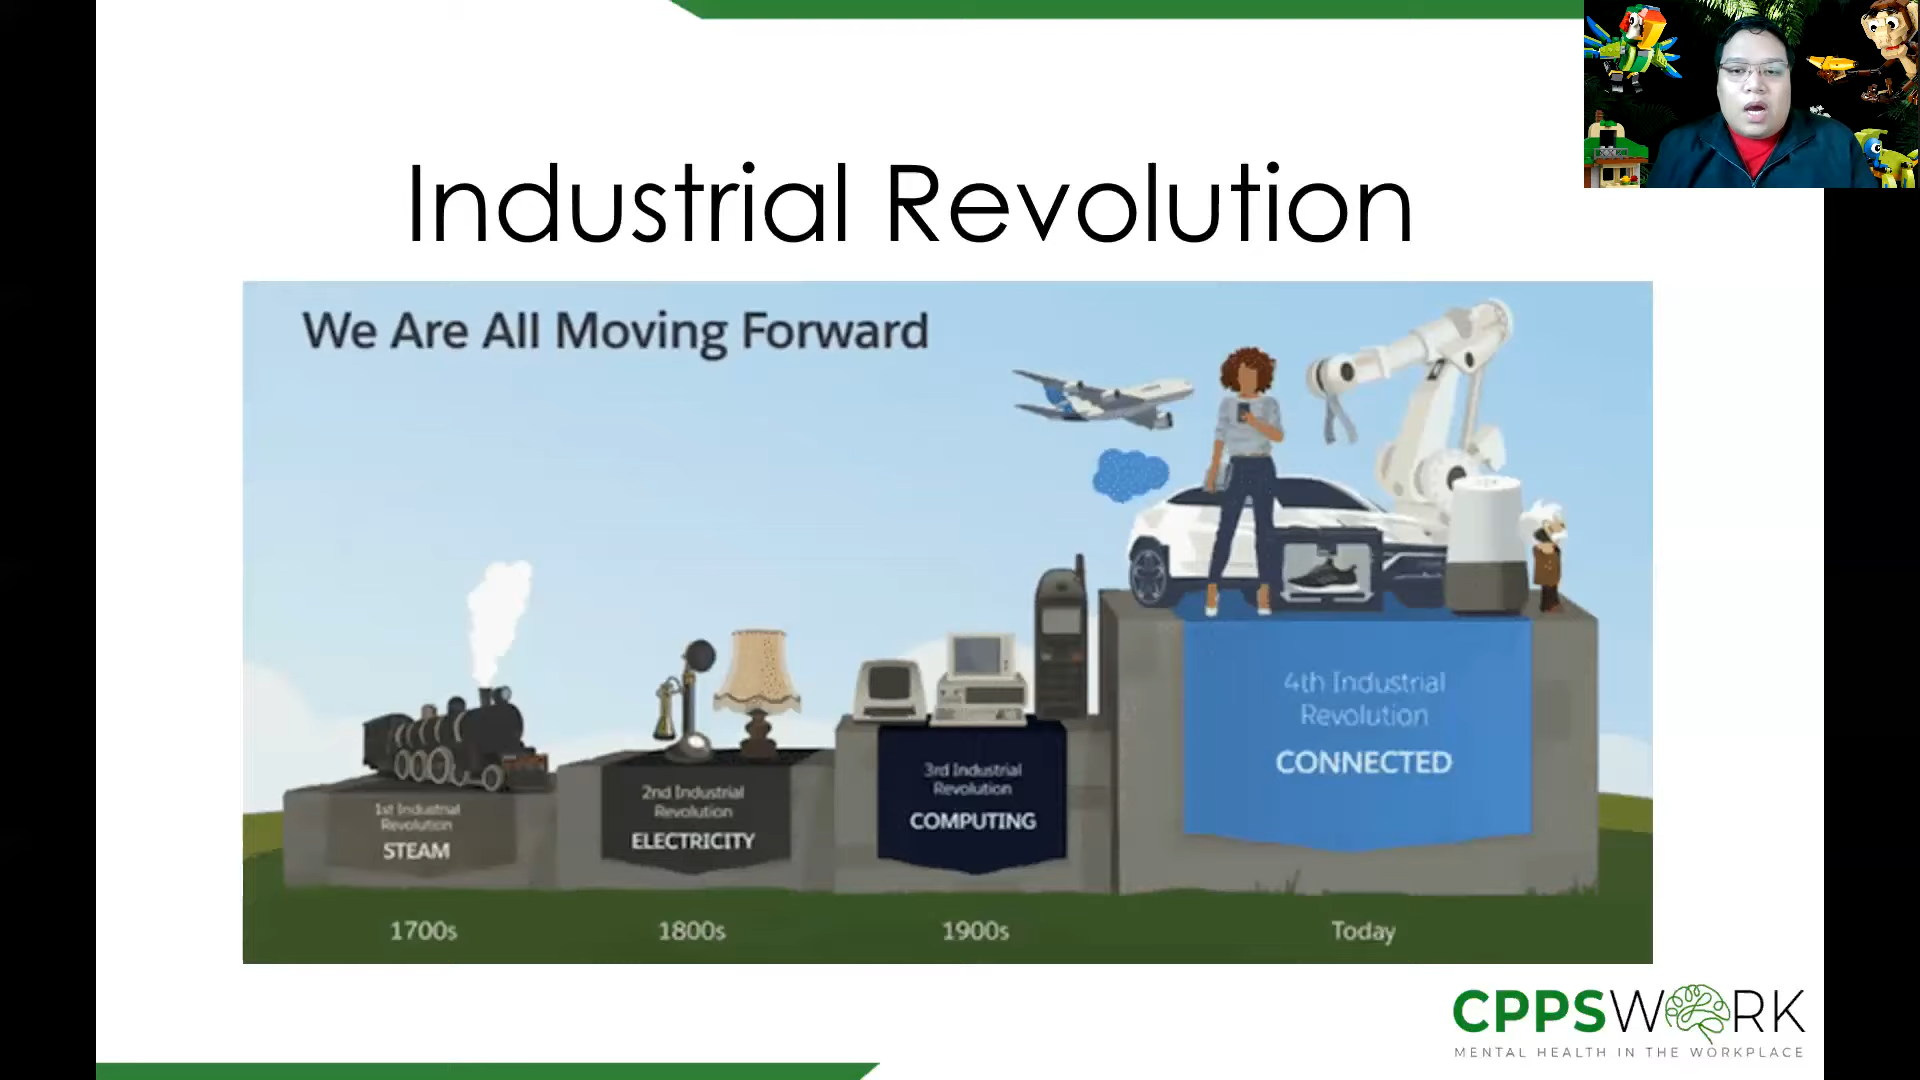 Industrial Revolution
We Are All Moving Forward
1st Industrial
Revolution
STEAM
2nd Industrial
Revolution
ELECTRICITY
3rd Industrial
Revolution
COMPUTING
4th Industrial
Revolution
CONNECTED
1700s
1800s
1900s
Today
CPPSWORK
MENTAL HEALTH IN THE WORKPLACE